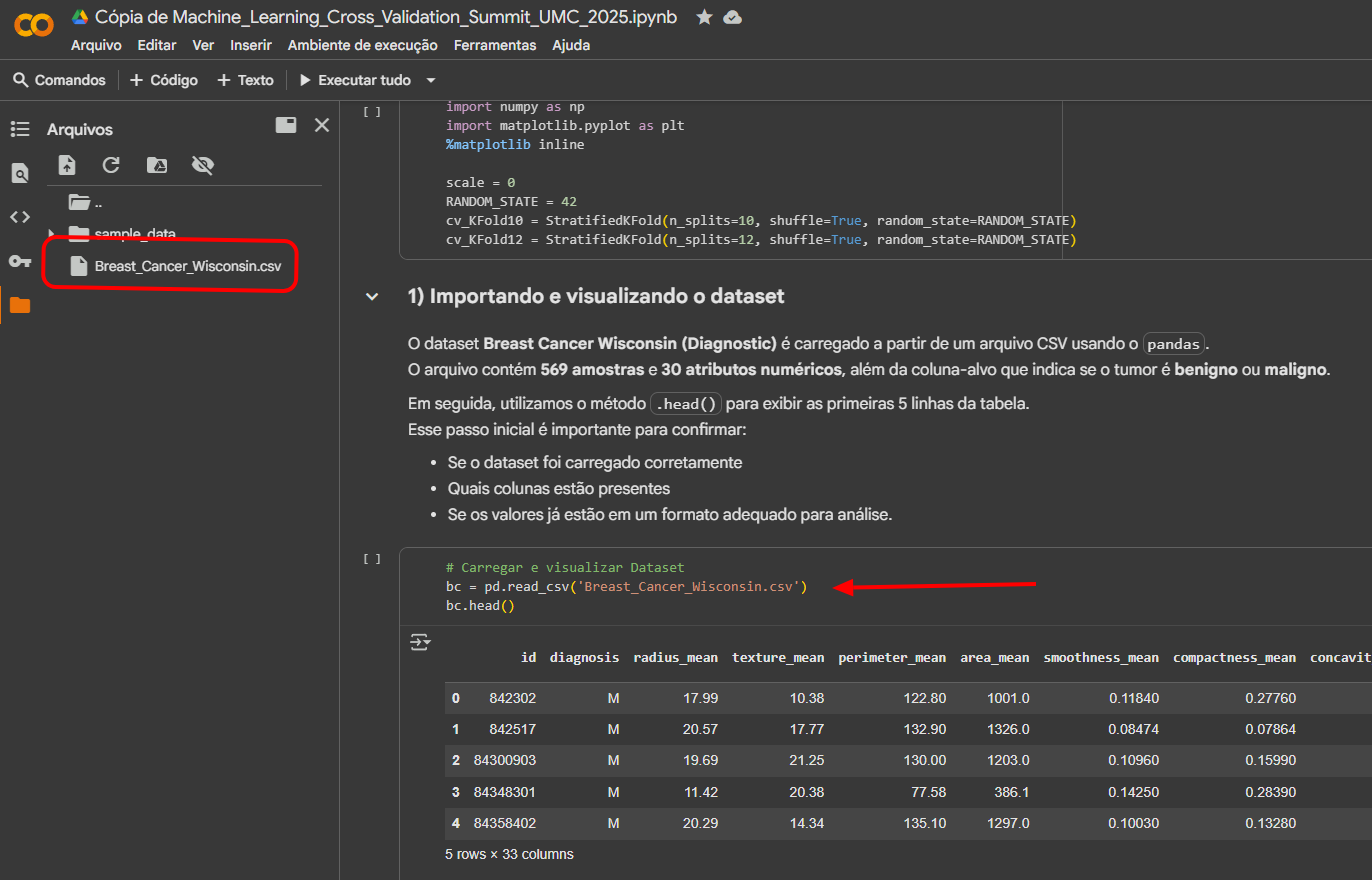 Cópia de Machine_Learning_Cross_Validation_Summit_UMC_2025.ipynb
Arquivo Editar Ver Inserir Ambiente de execução Ferramentas Ajuda
Comandos + Código + Texto Executar tudo
Arquivos
..
sample_data
Breast_Cancer_Wisconsin.csv
[ ]
import numpy as np
import matplotlib.pyplot as plt
%matplotlib inline
scale = 0
RANDOM_STATE = 42
cv_KFold10 = StratifiedKFold(n_splits=10, shuffle=True, random_state=RANDOM_STATE)
cv_KFold12 = StratifiedKFold(n_splits=12, shuffle=True, random_state=RANDOM_STATE)
1) Importando e visualizando o dataset
O dataset Breast Cancer Wisconsin (Diagnostic) é carregado a partir de um arquivo CSV usando o pandas.
O arquivo contém 569 amostras e 30 atributos numéricos, além da coluna-alvo que indica se o tumor é benigno ou maligno.
Em seguida, utilizamos o método .head() para exibir as primeiras 5 linhas da tabela.
Esse passo inicial é importante para confirmar:
• Se o dataset foi carregado corretamente
• Quais colunas estão presentes
• Se os valores já estão em um formato adequado para análise.
[ ]
# Carregar e visualizar Dataset
bc = pd.read_csv('Breast_Cancer_Wisconsin.csv')
bc.head()
id diagnosis radius_mean texture_mean perimeter_mean area_mean smoothness_mean compactness_mean concavit
0 842302 M 17.99 10.38 122.80 1001.0 0.11840 0.27760
1 842517 M 20.57 17.77 132.90 1326.0 0.08474 0.07864
2 84300903 M 19.69 21.25 130.00 1203.0 0.10960 0.15990
3 84348301 M 11.42 20.38 77.58 386.1 0.14250 0.28390
4 84358402 M 20.29 14.34 135.10 1297.0 0.10030 0.13280
5 rows × 33 columns